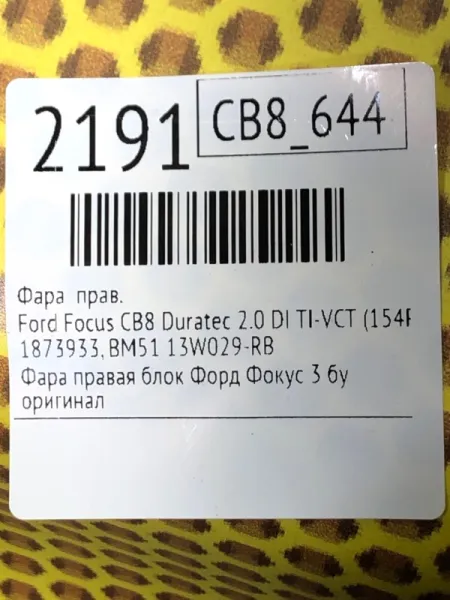 2191 CB8_644
Фара прав.
Ford Focus CB8 Duratec 2.0 DI TI-VCT (154
1873933, BM51 13W029-RB
Фара правая блок Форд Фокус 3 бу
оригинал